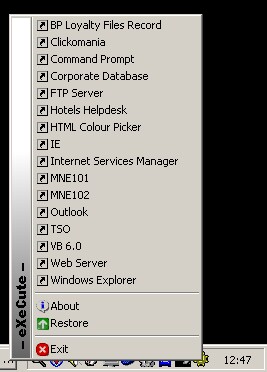 BP Loyalty Files Record
Clickomania
Command Prompt
Corporate Database
FTP Server
Hotels Helpdesk
HTML Colour Picker
IE
Internet Services Manager
MNE101
MNE102
Outlook
TSO
VB 6.0
Web Server
Windows Explorer
About
Restore
Exit
- eXeCute -
... 12:47